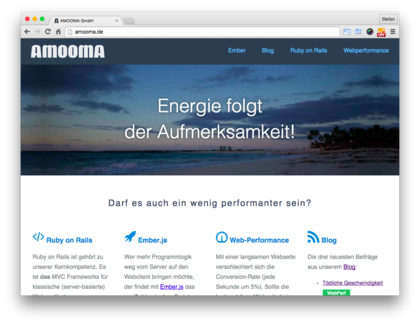 AMOOMA GmbH
Stefan
amooma.de
AMOOMA
Ember Blog Ruby on Rails Webperformance
Energie folgt
der Aufmerksamkeit!
Darf es auch ein wenig performanter sein?
Ruby on Rails
Ruby on Rails ist gehört zu
unserer Kernkompetenz. Es
ist das MVC Frameworks für
klassische (server-basierte)
Ember.js
Wer mehr Programmlogik
weg vom Server auf den
Webclient bringen möchte,
der findet mit Ember.js das
Web-Performance
Mit einer langsamen Webseite
verschlechtert sich die
Conversion-Rate (jede
Sekunde um 5%). Sollte die
Blog
Die drei neuesten Beiträge
aus unserem Blog:
Tödliche Geschwindigkeit
WebPerf